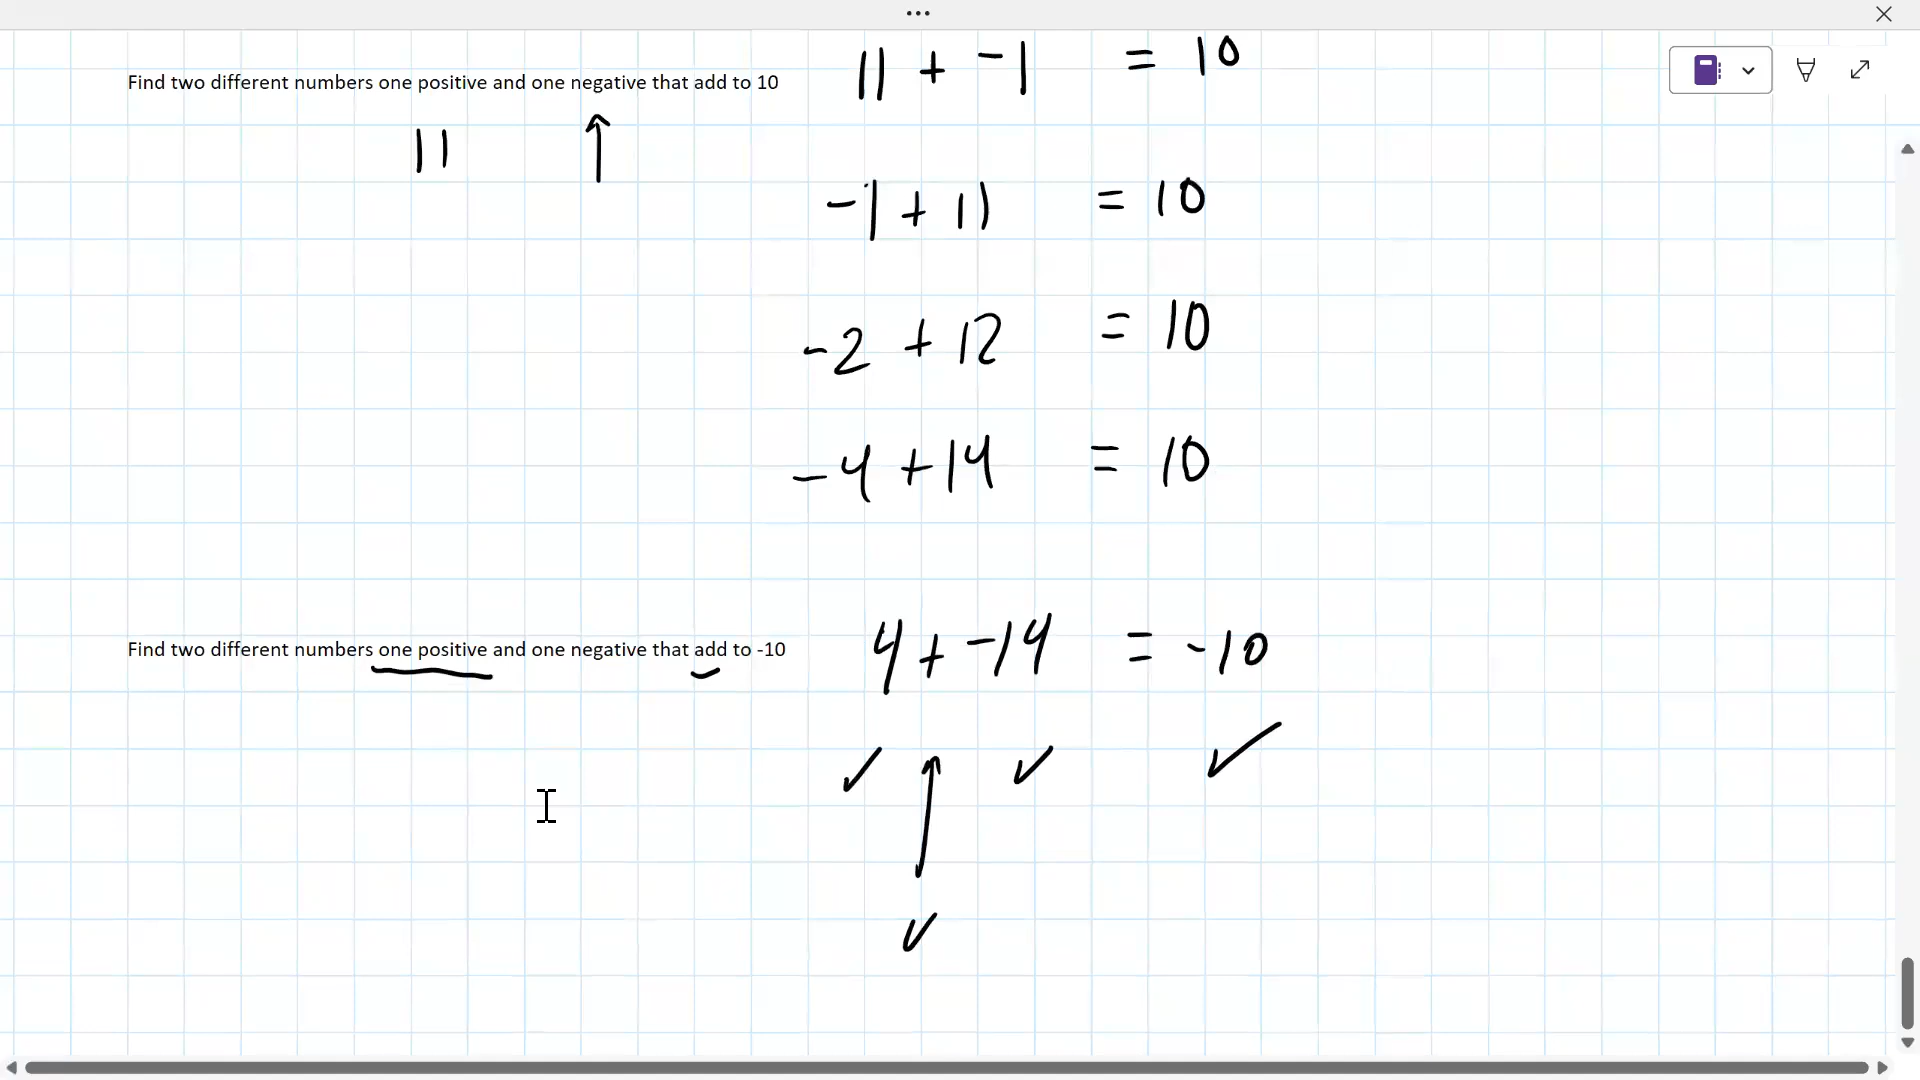 11 + -1 = 10
Find two different numbers one positive and one negative that add to 10
11
-1 + 11 = 10
-2 + 12 = 10
-4 + 14 = 10
Find two different numbers one positive and one negative that add to -10
4 + -14 = -10